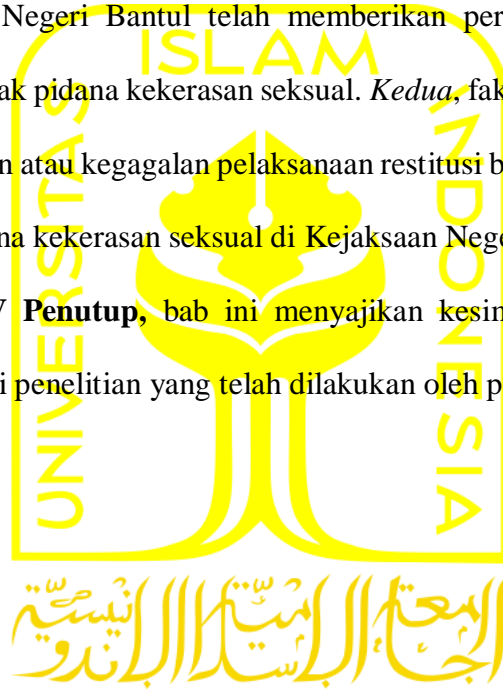 Negeri Bantul telah memberikan per
ak pidana kekerasan seksual. Kedua, fak
n atau kegagalan pelaksanaan restitusi b
na kekerasan seksual di Kejaksaan Nege
V Penutup, bab ini menyajikan kesim
i penelitian yang telah dilakukan oleh p
UNIVERSITAS
ISLAM
INDONESIA